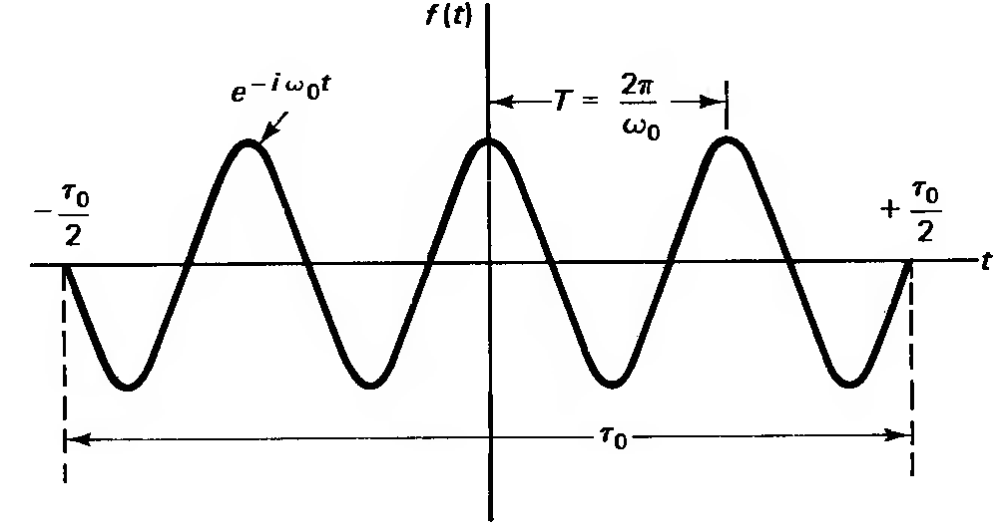 f(t)
e^{-iω₀t}
T = 2π/ω₀
-τ₀/2
+τ₀/2
t
τ₀